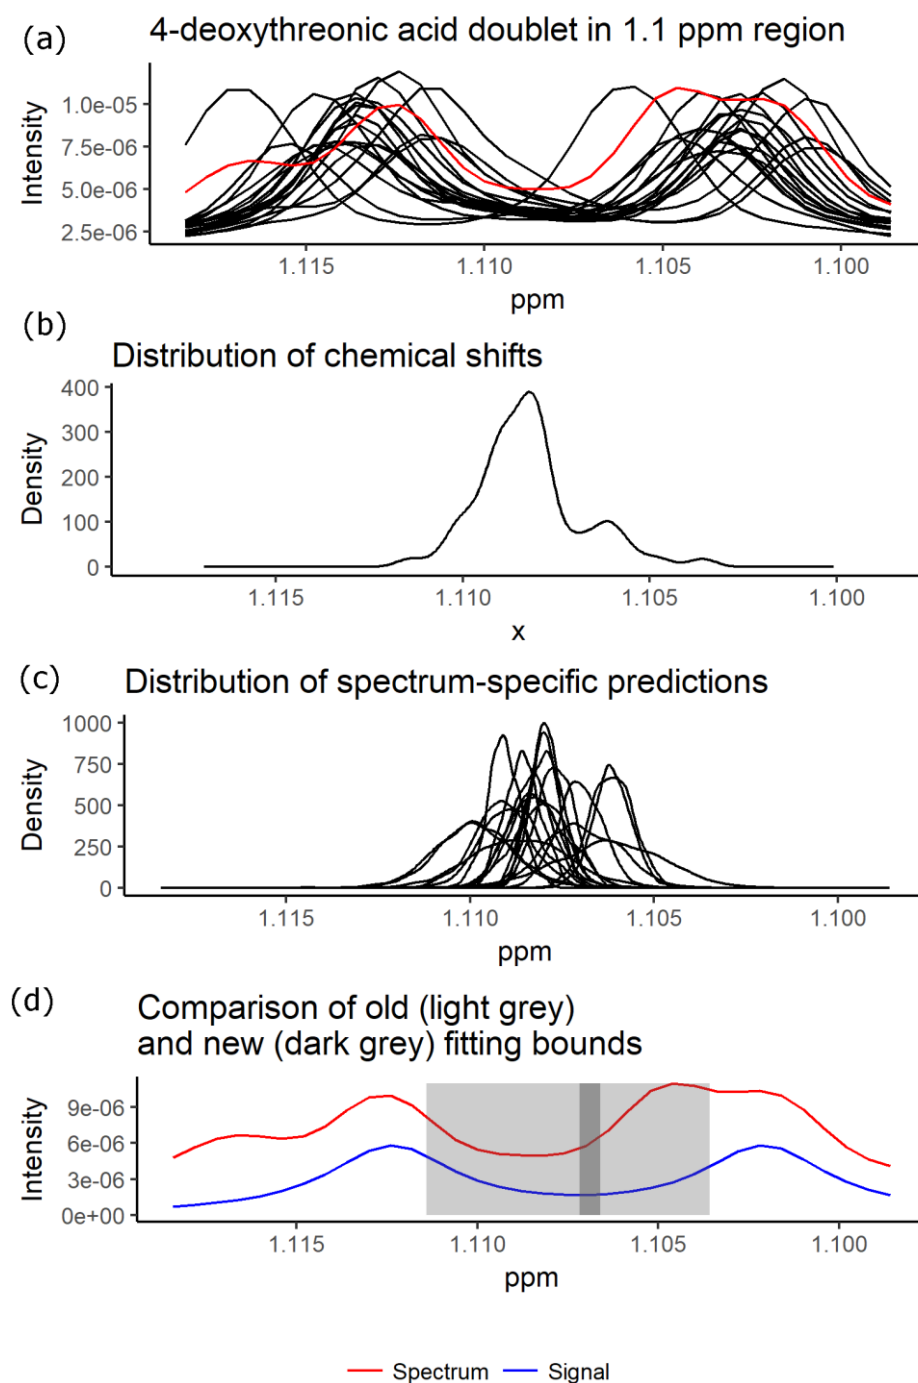 (a)
4-deoxythreonic acid doublet in 1.1 ppm region
Intensity
1.0e-05
7.5e-06
5.0e-06
2.5e-06
1.115
1.110
1.105
1.100
ppm
(b)
Distribution of chemical shifts
Density
400
300
200
100
0
1.115
1.110
1.105
1.100
x
(c)
Distribution of spectrum-specific predictions
Density
1000
750
500
250
0
1.115
1.110
1.105
1.100
ppm
(d)
Comparison of old (light grey)
and new (dark grey) fitting bounds
Intensity
9e-06
6e-06
3e-06
0e+00
1.115
1.110
1.105
1.100
ppm
Spectrum
Signal